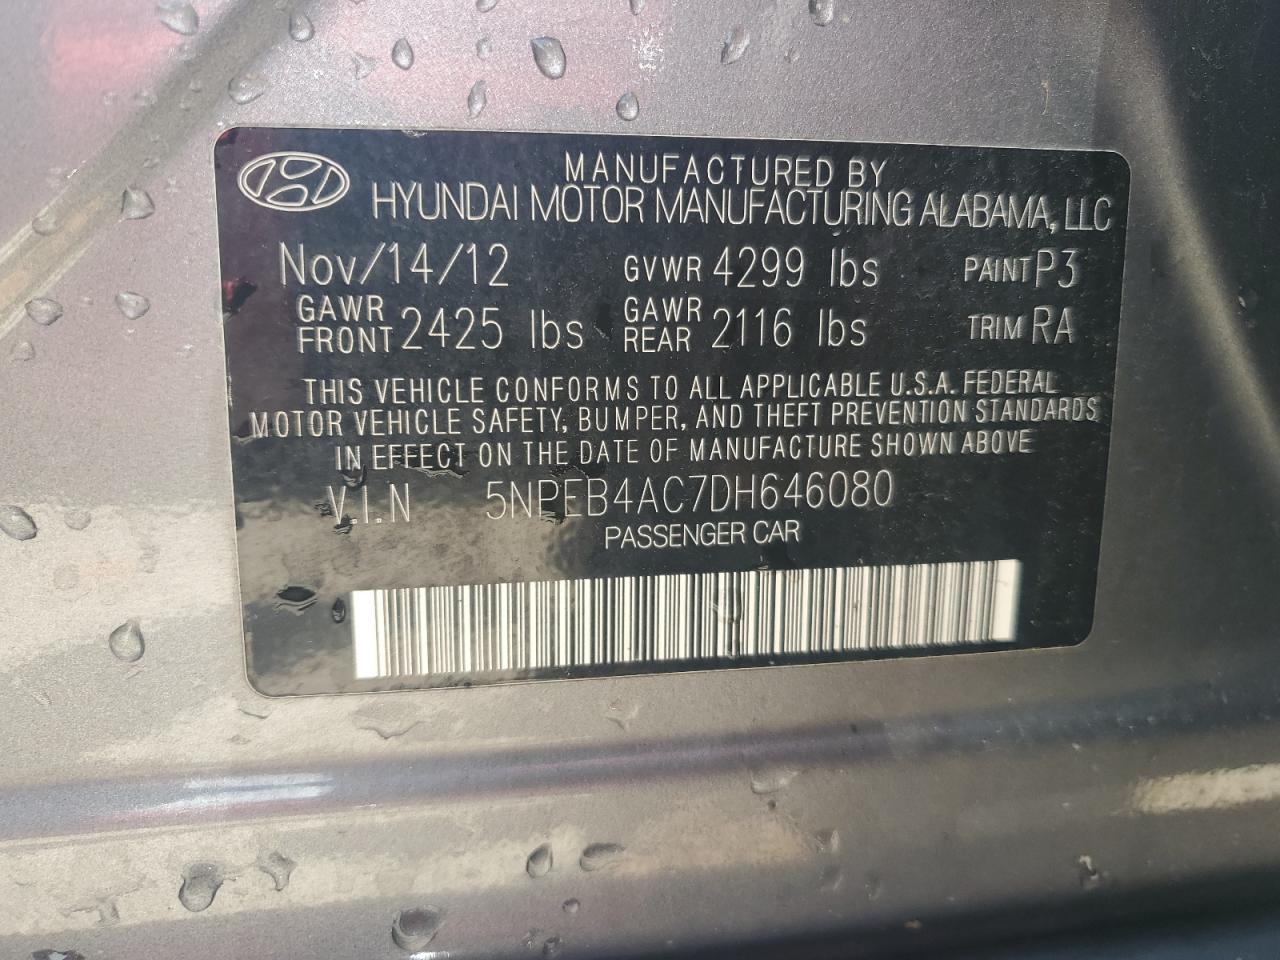 MANUFACTURED BY
HYUNDAI MOTOR MANUFACTURING ALABAMA, LLC
Nov/14/12 GVWR 4299 lbs PAINT P3
GAWR FRONT 2425 lbs GAWR REAR 2116 lbs TRIM RA
THIS VEHICLE CONFORMS TO ALL APPLICABLE U.S.A. FEDERAL
MOTOR VEHICLE SAFETY, BUMPER, AND THEFT PREVENTION STANDARDS
IN EFFECT ON THE DATE OF MANUFACTURE SHOWN ABOVE
V.I.N 5NPEB4AC7DH646080
PASSENGER CAR